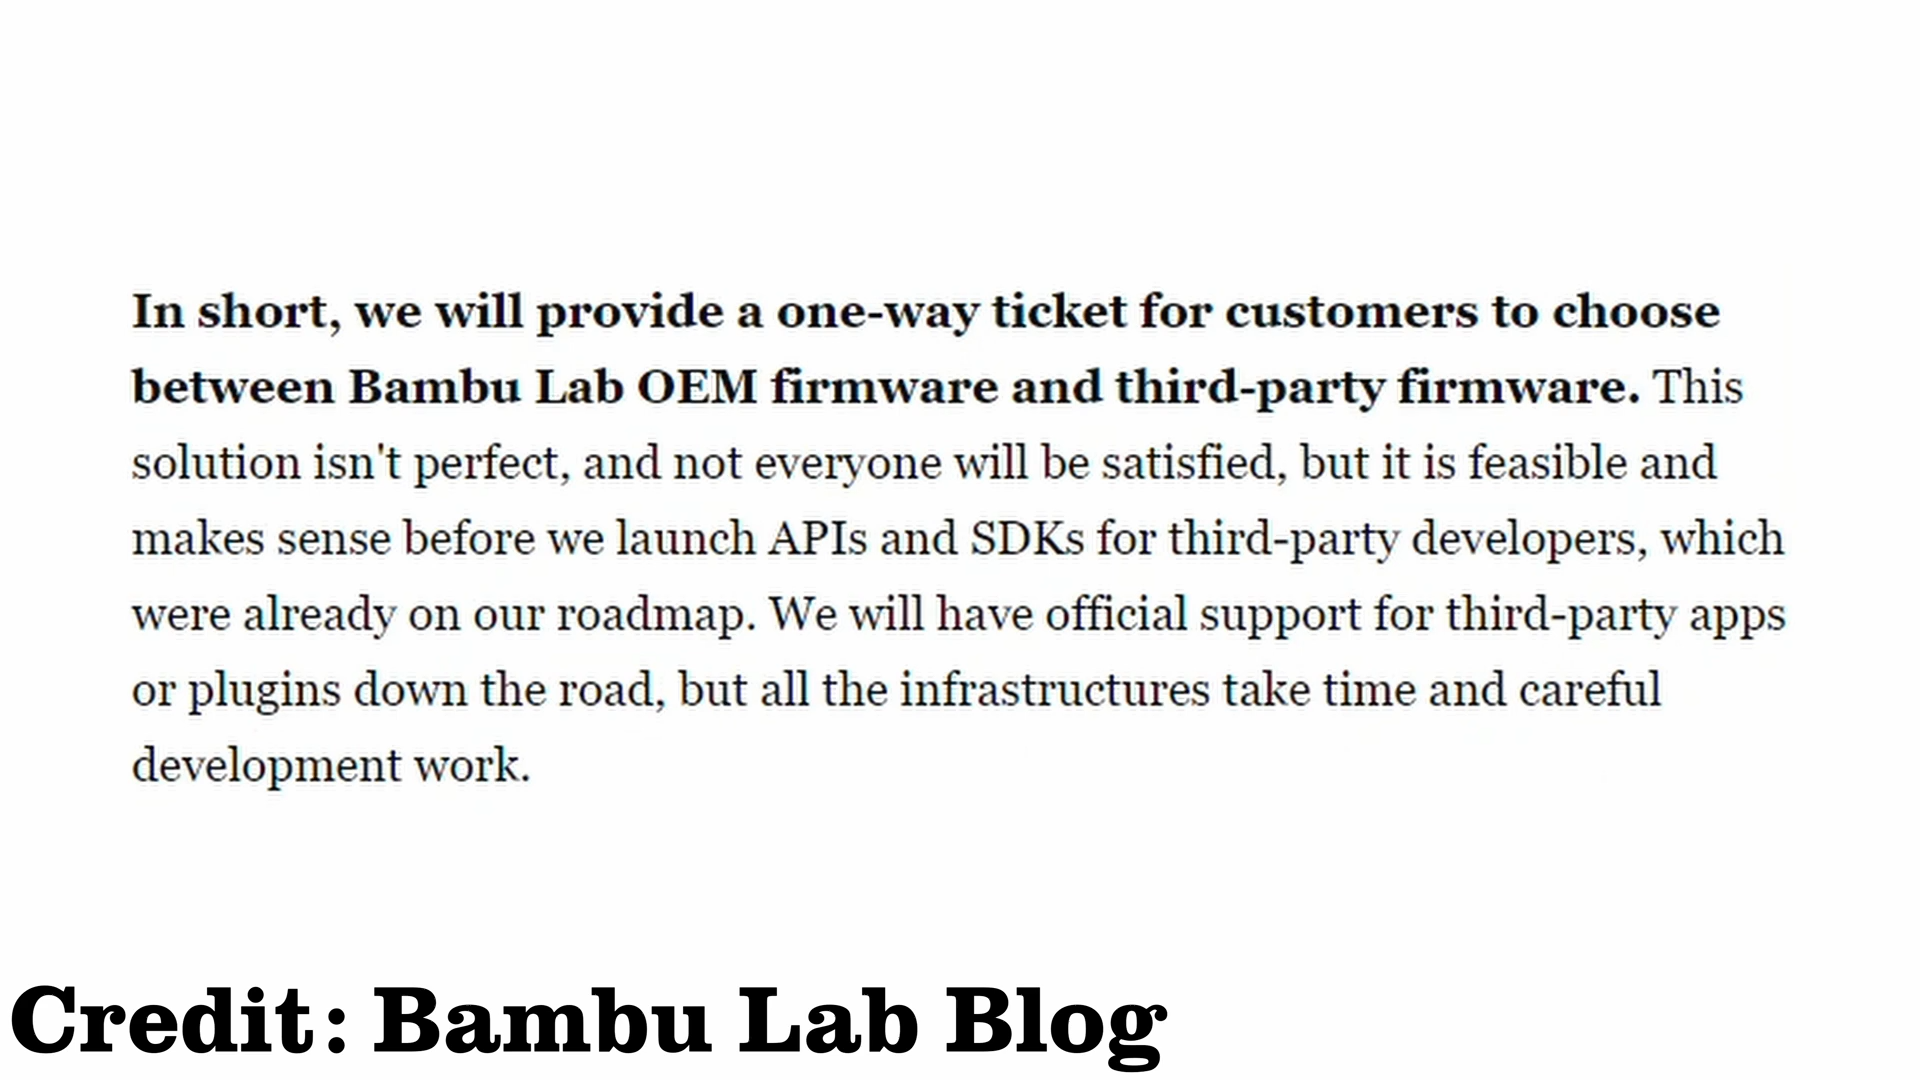 In short, we will provide a one-way ticket for customers to choose
between Bambu Lab OEM firmware and third-party firmware. This
solution isn't perfect, and not everyone will be satisfied, but it is feasible and
makes sense before we launch APIs and SDKs for third-party developers, which
were already on our roadmap. We will have official support for third-party apps
or plugins down the road, but all the infrastructures take time and careful
development work.
Credit: Bambu Lab Blog